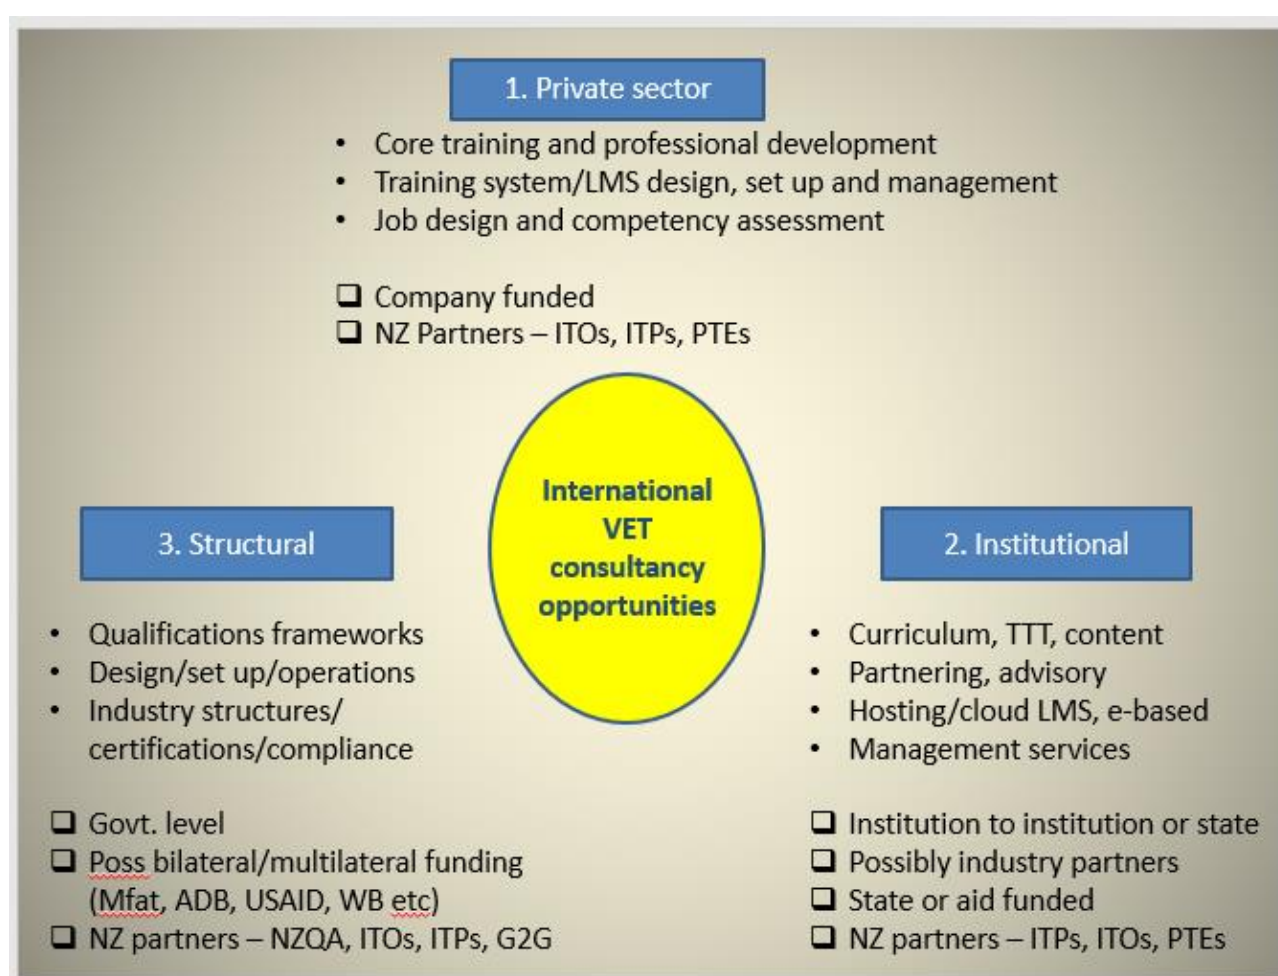 1. Private sector
• Core training and professional development
• Training system/LMS design, set up and management
• Job design and competency assessment
❑ Company funded
❑ NZ Partners – ITOs, ITPs, PTEs
International
VET
consultancy
opportunities
2. Institutional
• Curriculum, TTT, content
• Partnering, advisory
• Hosting/cloud LMS, e-based
• Management services
❑ Institution to institution or state
❑ Possibly industry partners
❑ State or aid funded
❑ NZ partners – ITPs, ITOs, PTEs
3. Structural
• Qualifications frameworks
• Design/set up/operations
• Industry structures/
certifications/compliance
❑ Govt. level
❑ Poss bilateral/multilateral funding
(Mfat, ADB, USAID, WB etc)
❑ NZ partners – NZQA, ITOs, ITPs, G2G